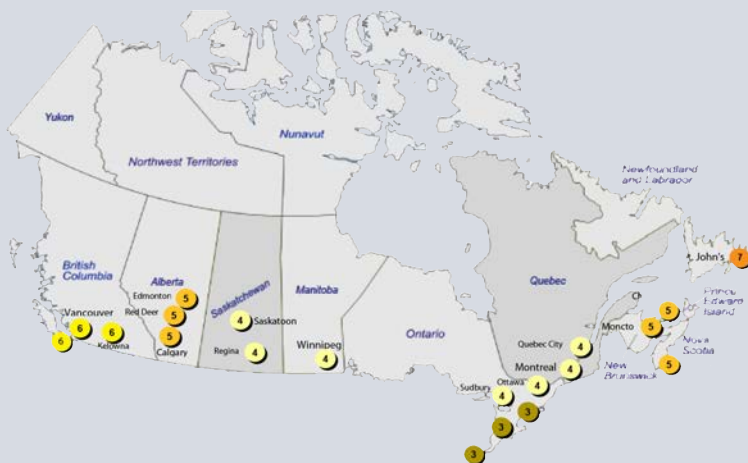 Yukon
Nunavut
Northwest Territories
Newfoundland
and Labrador
British
Columbia
Alberta
Saskatchewan
Manitoba
Ontario
Quebec
John's
7
Prince
Edward
Island
Edmonton
5
Red Deer
5
5
Calgary
Vancouver
6
6
6
Kelowna
4
Saskatoon
Regina
4
Winnipeg
4
Ch
5
Moncto
5
Nova
Scotia
5
New
Brunswick
Quebec City
4
Montreal
4
Ottawa
4
Sudbury
4
3
3
3